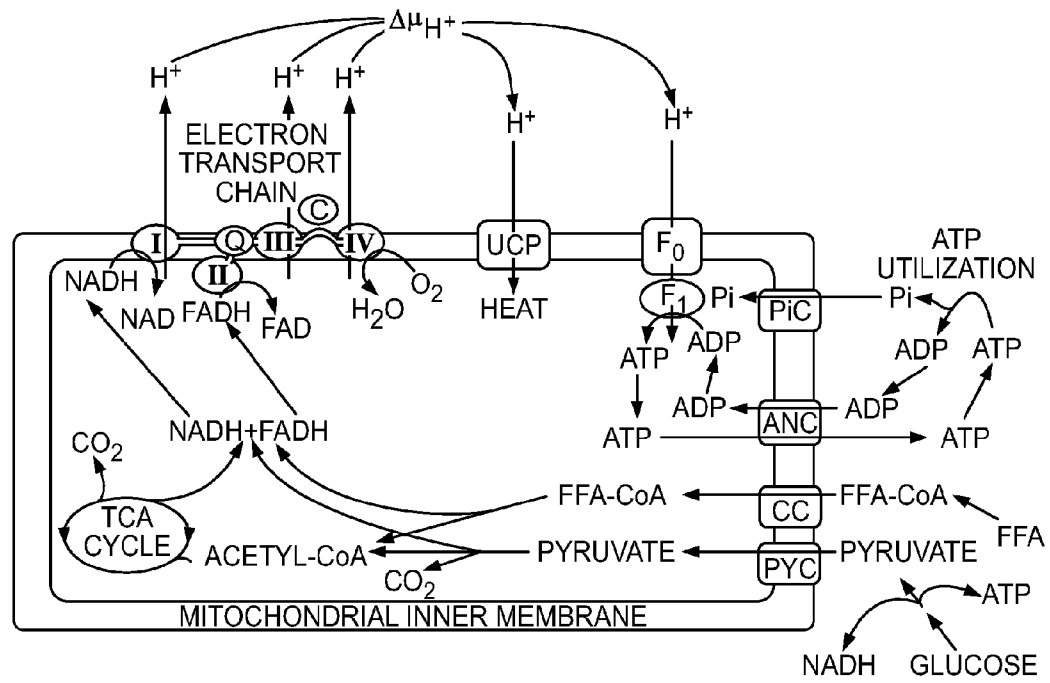 ΔμH⁺
H⁺ H⁺ H⁺
H⁺ H⁺
ELECTRON
TRANSPORT
CHAIN
C
I Q III IV
II
UCP
F₀
F₁
NADH
NAD
FADH
FAD
H₂O
O₂
HEAT
Pi
PiC
Pi
ATP
UTILIZATION
ATP
ADP
ADP
ATP
ADP
ATP
ADP
ANC
ATP
NADH+FADH
CO₂
TCA
CYCLE
ACETYL-CoA
CO₂
FFA-CoA
CC
FFA-CoA
FFA
PYRUVATE
PYC
PYRUVATE
ATP
NADH
GLUCOSE
MITOCHONDRIAL INNER MEMBRANE